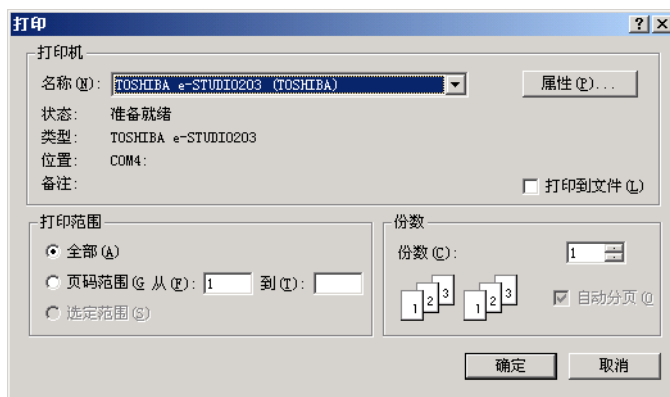 打印
打印机
名称(N): TOSHIBA e-STUDIO203 (TOSHIBA) 属性(P)...
状态: 准备就绪
类型: TOSHIBA e-STUDIO203
位置: COM4:
备注: 打印到文件(L)
打印范围
全部(A)
页码范围(G 从(F): 1 到(T):
选定范围(S)
份数
份数(C): 1
1 2 3 1 2 3 自动分页(O
确定 取消